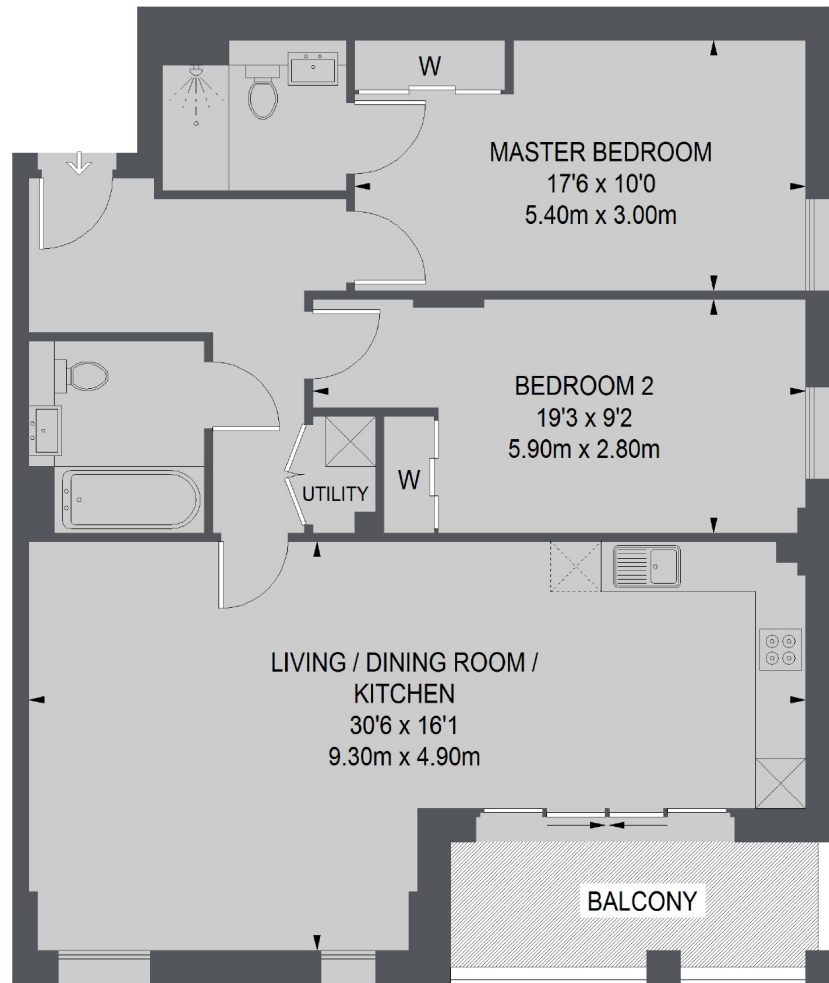 W
MASTER BEDROOM
17'6 x 10'0
5.40m x 3.00m
BEDROOM 2
19'3 x 9'2
5.90m x 2.80m
W
UTILITY
LIVING / DINING ROOM /
KITCHEN
30'6 x 16'1
9.30m x 4.90m
BALCONY